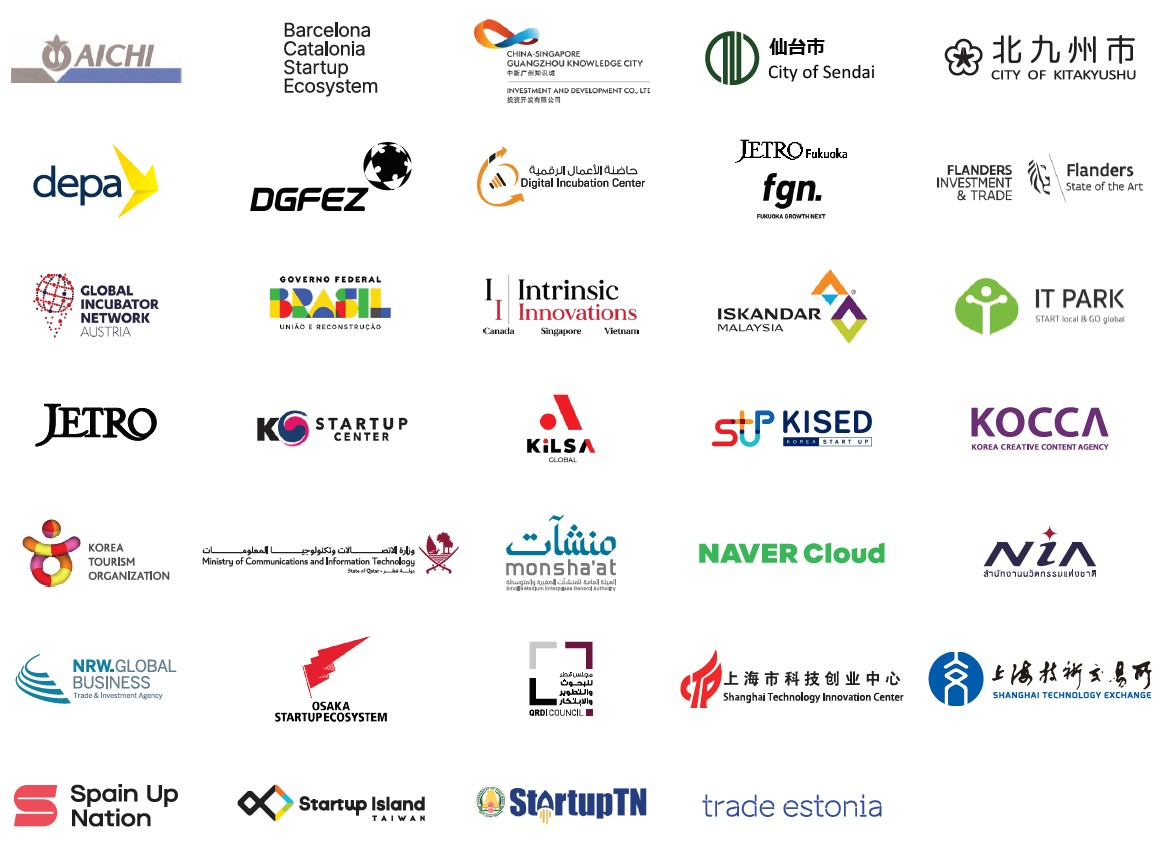 AICHI
Barcelona
Catalonia
Startup
Ecosystem
CHINA-SINGAPORE
GUANGZHOU KNOWLEDGE CITY
中新广州知识城
INVESTMENT AND DEVELOPMENT CO., LTD
投资开发有限公司
仙台市
City of Sendai
北九州市
CITY OF KITAKYUSHU
depa
DGFEZ
حاضنة الأعمال الرقمية
Digital Incubation Center
JETRO Fukuoka
fgn.
FUKUOKA GROWTH NEXT
FLANDERS
INVESTMENT
& TRADE
Flanders
State of the Art
GLOBAL
INCUBATOR
NETWORK
AUSTRIA
GOVERNO FEDERAL
BRASIL
UNIÃO E RECONSTRUÇÃO
I
I
Intrinsic
Innovations
Canada Singapore Vietnam
ISKANDAR
MALAYSIA
®
IT PARK
START local & GO global
JETRO
K STARTUP
CENTER
KiLSA
GLOBAL
STUP
KISED
KOREA START UP
KOCCA
KOREA CREATIVE CONTENT AGENCY
KOREA
TOURISM
ORGANIZATION
وزارة الاتصالات وتكنولوجيا المعلومات
Ministry of Communications and Information Technology
State of Qatar • دولة قطر
منشآت
monsha'at
الهيئة العامة للمنشآت الصغيرة والمتوسطة
Small & Medium Enterprises General Authority
NAVER Cloud
NiA
สำนักงานนวัตกรรมแห่งชาติ
NRW.GLOBAL
BUSINESS
Trade & Investment Agency
OSAKA
STARTUP ECOSYSTEM
مجلس قطر
للبحوث
والتطوير
والابتكار
QRDI COUNCIL
上海市科技创业中心
Shanghai Technology Innovation Center
上海技术交易所
SHANGHAI TECHNOLOGY EXCHANGE
Spain Up
Nation
Startup Island
TAIWAN
StartupTN
trade estonia